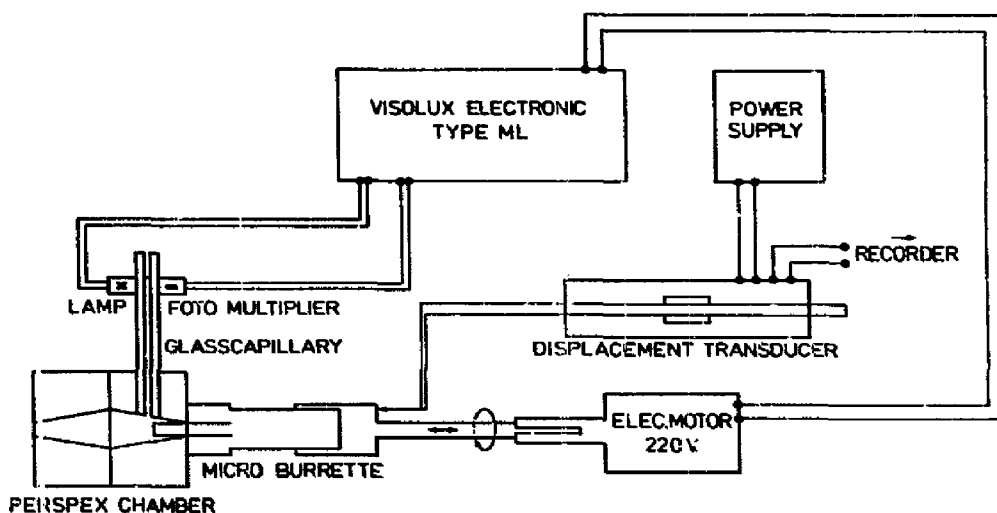 VISOLUX ELECTRONIC
TYPE ML
POWER
SUPPLY
RECORDER
LAMP
FOTO MULTIPLIER
GLASSCAPILLARY
DISPLACEMENT TRANSDUCER
ELEC.MOTOR
220 V.
MICRO BURRETTE
PERSPEX CHAMBER